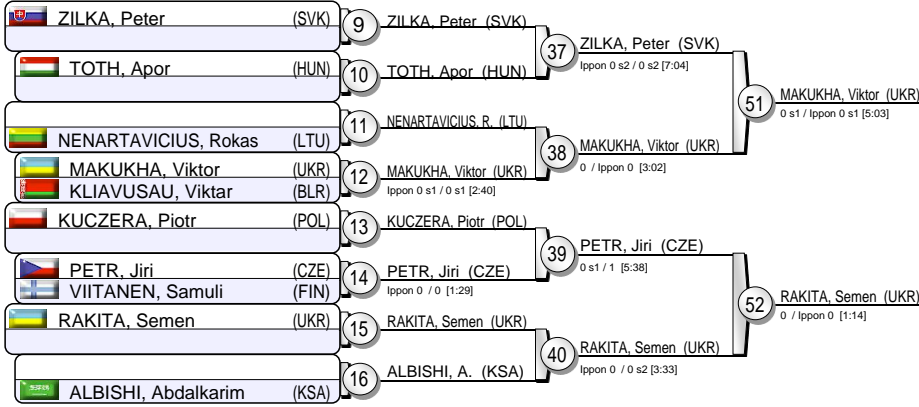 ZILKA, Peter (SVK)
9
ZILKA, Peter (SVK)
37
ZILKA, Peter (SVK)
Ippon 0 s2 / 0 s2 [7:04]
TOTH, Apor (HUN)
10
TOTH, Apor (HUN)
51
MAKUKHA, Viktor (UKR)
0 s1 / Ippon 0 s1 [5:03]
NENARTAVICIUS, Rokas (LTU)
11
NENARTAVICIUS, R. (LTU)
38
MAKUKHA, Viktor (UKR)
0 / Ippon 0 [3:02]
MAKUKHA, Viktor (UKR)
KLIAVUSAU, Viktar (BLR)
12
MAKUKHA, Viktor (UKR)
Ippon 0 s1 / 0 s1 [2:40]
KUCZERA, Piotr (POL)
13
KUCZERA, Piotr (POL)
39
PETR, Jiri (CZE)
0 s1 / 1 [5:38]
PETR, Jiri (CZE)
VIITANEN, Samuli (FIN)
14
PETR, Jiri (CZE)
Ippon 0 / 0 [1:29]
52
RAKITA, Semen (UKR)
0 / Ippon 0 [1:14]
RAKITA, Semen (UKR)
15
RAKITA, Semen (UKR)
40
RAKITA, Semen (UKR)
Ippon 0 / 0 s2 [3:33]
ALBISHI, Abdalkarim (KSA)
16
ALBISHI, A. (KSA)